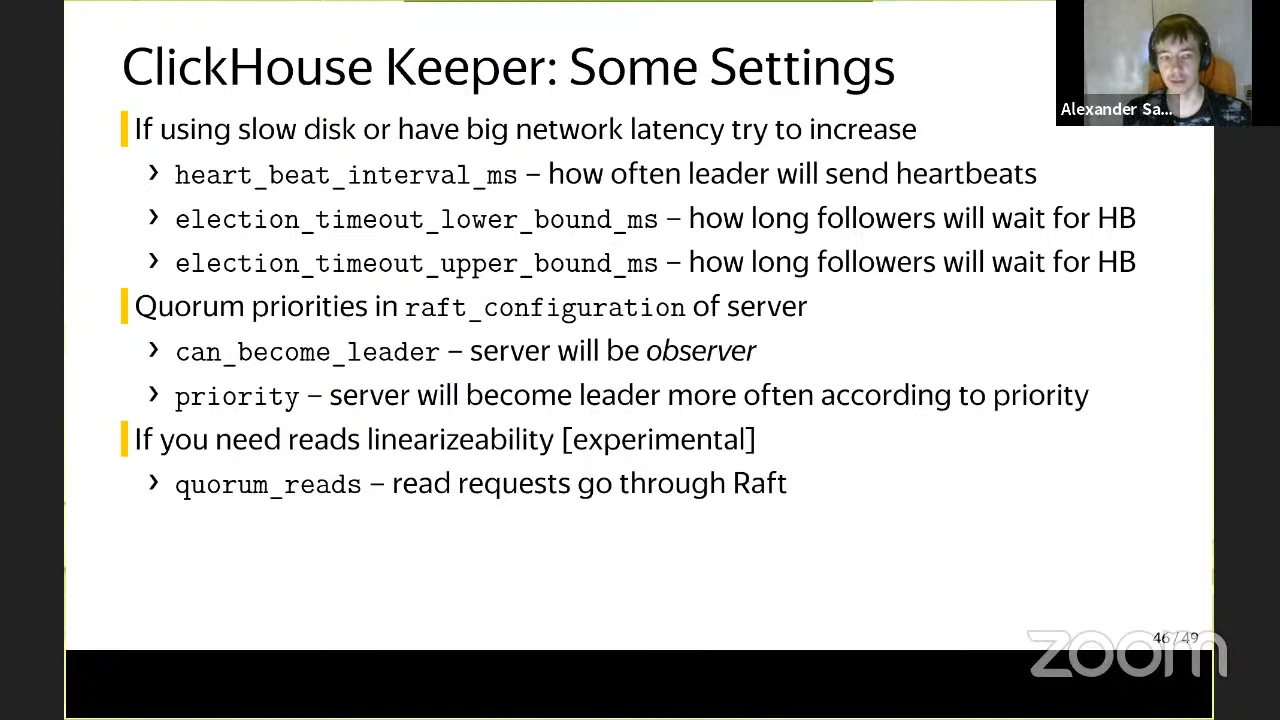 ClickHouse Keeper: Some Settings
If using slow disk or have big network latency try to increase
› heart_beat_interval_ms – how often leader will send heartbeats
› election_timeout_lower_bound_ms – how long followers will wait for HB
› election_timeout_upper_bound_ms – how long followers will wait for HB
Quorum priorities in raft_configuration of server
› can_become_leader – server will be observer
› priority – server will become leader more often according to priority
If you need reads linearizeability [experimental]
› quorum_reads – read requests go through Raft
Alexander Sa...
46 / 49
zoom